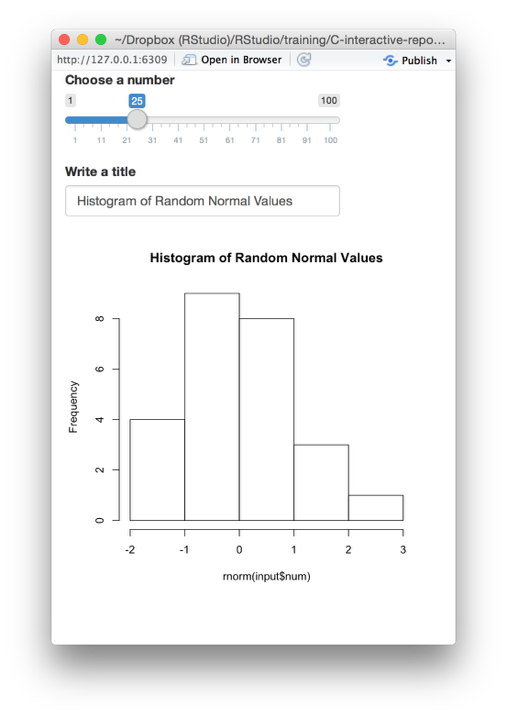 ~/Dropbox (RStudio)/RStudio/training/C-interactive-repo…
http://127.0.0.1:6309 Open in Browser Publish
Choose a number
1 25 100
1 11 21 31 41 51 61 71 81 91 100
Write a title
Histogram of Random Normal Values
Histogram of Random Normal Values
Frequency
8
6
4
2
0
-2 -1 0 1 2 3
rnorm(input$num)